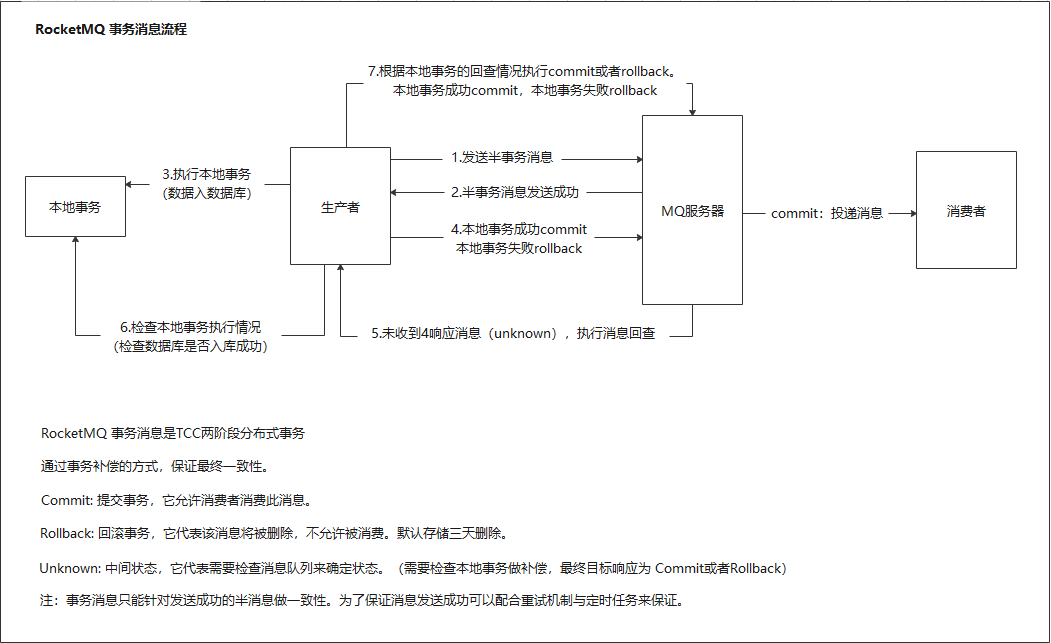 RocketMQ 事务消息流程
7.根据本地事务的回查情况执行commit或者rollback。
本地事务成功commit，本地事务失败rollback
3.执行本地事务
（数据入数据库）
1.发送半事务消息
2.半事务消息发送成功
4.本地事务成功commit
本地事务失败rollback
本地事务
生产者
MQ服务器
commit：投递消息
消费者
6.检查本地事务执行情况
（检查数据库是否入库成功）
5.未收到4响应消息（unknown），执行消息回查
RocketMQ 事务消息是TCC两阶段分布式事务
通过事务补偿的方式，保证最终一致性。
Commit: 提交事务，它允许消费者消费此消息。
Rollback: 回滚事务，它代表该消息将被删除，不允许被消费。默认存储三天删除。
Unknown: 中间状态，它代表需要检查消息队列来确定状态。（需要检查本地事务做补偿，最终目标响应为 Commit或者Rollback）
注：事务消息只能针对发送成功的半消息做一致性。为了保证消息发送成功可以配合重试机制与定时任务来保证。